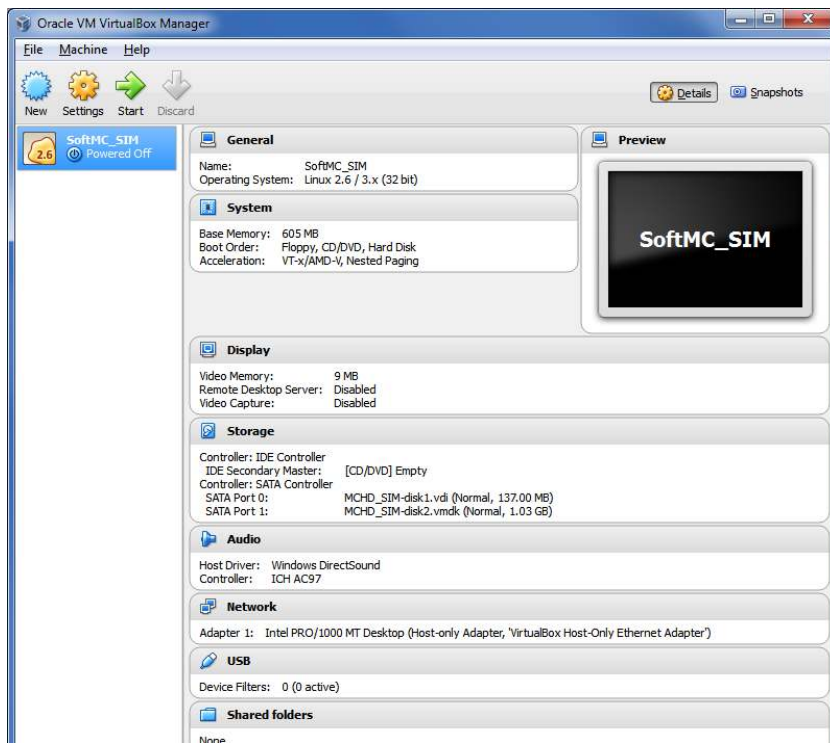 Oracle VM VirtualBox Manager
File Machine Help
New Settings Start Discard
Details Snapshots
SoftMC_SIM
2.6 Powered Off
General
Name: SoftMC_SIM
Operating System: Linux 2.6 / 3.x (32 bit)
System
Base Memory: 605 MB
Boot Order: Floppy, CD/DVD, Hard Disk
Acceleration: VT-x/AMD-V, Nested Paging
Preview
SoftMC_SIM
Display
Video Memory: 9 MB
Remote Desktop Server: Disabled
Video Capture: Disabled
Storage
Controller: IDE Controller
IDE Secondary Master: [CD/DVD] Empty
Controller: SATA Controller
SATA Port 0: MCHD_SIM-disk1.vdi (Normal, 137.00 MB)
SATA Port 1: MCHD_SIM-disk2.vmdk (Normal, 1.03 GB)
Audio
Host Driver: Windows DirectSound
Controller: ICH AC97
Network
Adapter 1: Intel PRO/1000 MT Desktop (Host-only Adapter, 'VirtualBox Host-Only Ethernet Adapter')
USB
Device Filters: 0 (0 active)
Shared folders
None